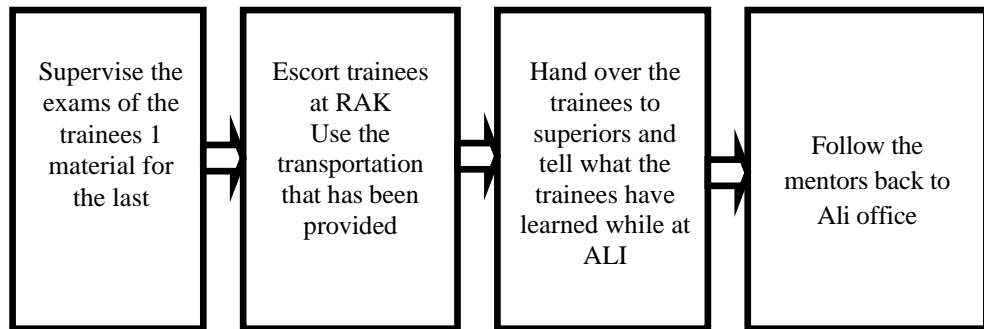 Supervise the
exams of the
trainees 1
material for
the last
Escort trainees
at RAK
Use the
transportation
that has been
provided
Hand over the
trainees to
superiors and
tell what the
trainees have
learned while at
ALI
Follow the
mentors back to
Ali office